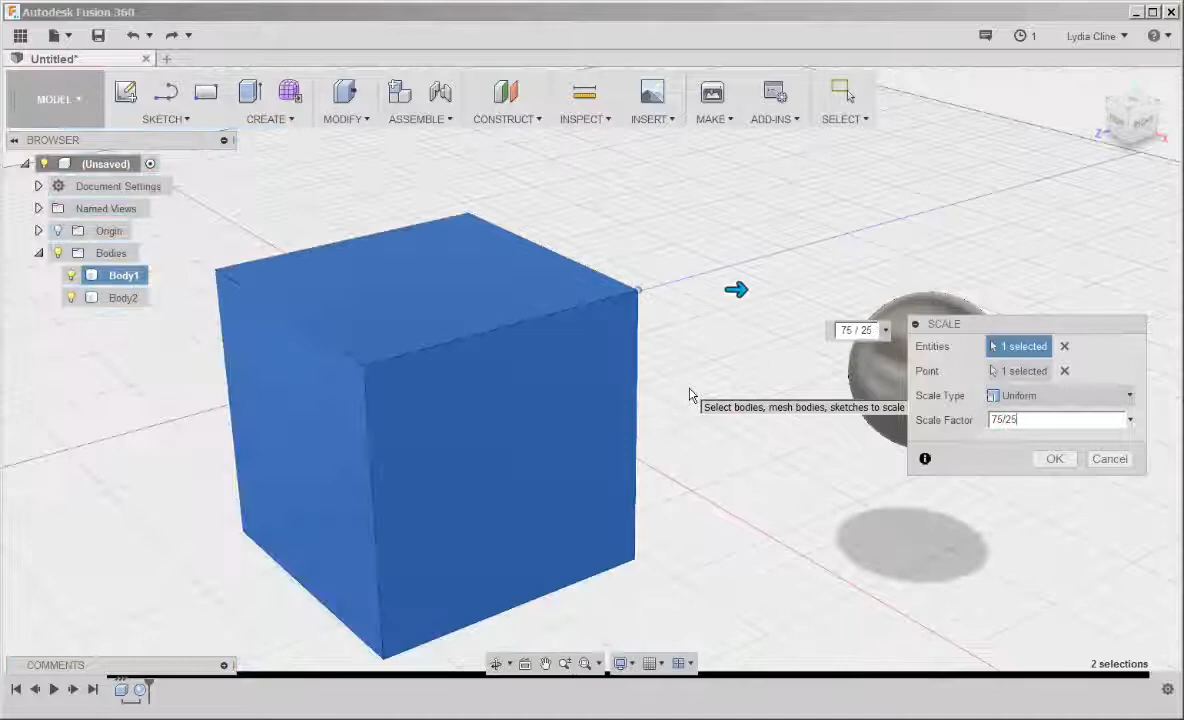 Autodesk Fusion 360
1
Lydia Cline
Untitled*
MODEL
SKETCH
CREATE
MODIFY
ASSEMBLE
CONSTRUCT
INSPECT
INSERT
MAKE
ADD-INS
SELECT
BROWSER
(Unsaved)
Document Settings
Named Views
Origin
Bodies
Body1
Body2
Z
X
75 / 25
SCALE
Entities
1 selected
Point
1 selected
Scale Type
Uniform
Select bodies, mesh bodies, sketches to scale
Scale Factor
75/25
OK
Cancel
COMMENTS
2 selections